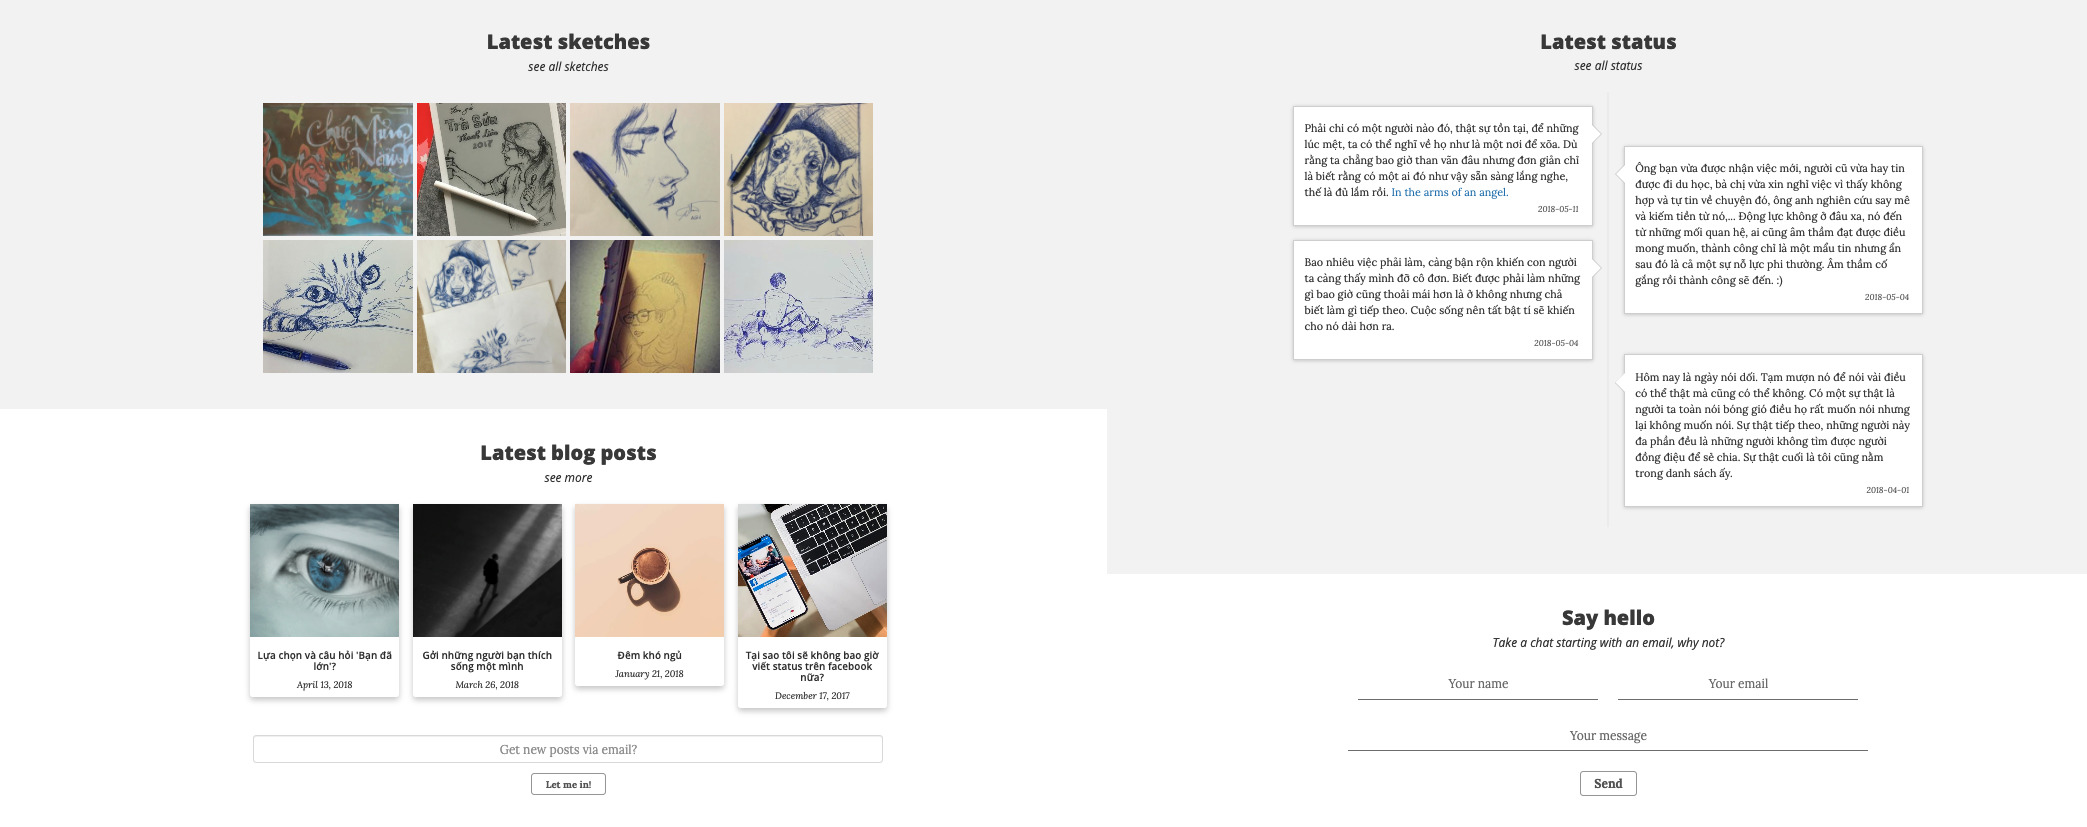 Latest sketches
see all sketches
Chúc Mừng
Trà Sữa
Thanh Liêm
2018
Latest blog posts
see more
Lựa chọn và câu hỏi 'Bạn đã
lớn'?
April 13, 2018
Gởi những người bạn thích
sống một mình
March 26, 2018
Đêm khó ngủ
January 21, 2018
Tại sao tôi sẽ không bao giờ
viết status trên facebook
nữa?
December 17, 2017
Get new posts via email?
Let me in!
Latest status
see all status
Phải chi có một người nào đó, thật sự tồn tại, để những
lúc mệt, ta có thể nghĩ về họ như là một nơi để xõa. Dù
rằng ta chẳng bao giờ than vãn đâu nhưng đơn giản chỉ
là biết rằng có một ai đó như vậy sẵn sàng lắng nghe,
thế là đủ lắm rồi. In the arms of an angel.
2018-05-11
Ông bạn vừa được nhận việc mới, người cũ vừa hay tin
được đi du học, bà chị vừa xin nghỉ việc vì thấy không
hợp và tự tin về chuyện đó, ông anh nghiên cứu say mê
và kiếm tiền từ nó,... Động lực không ở đâu xa, nó đến
từ những mối quan hệ, ai cũng âm thầm đạt được điều
mong muốn, thành công chỉ là một mẩu tin nhưng ẩn
sau đó là cả một sự nỗ lực phi thường. Âm thầm cố
gắng rồi thành công sẽ đến. :)
2018-05-04
Bao nhiêu việc phải làm, càng bận rộn khiến con người
ta càng thấy mình đỡ cô đơn. Biết được phải làm những
gì bao giờ cũng thoải mái hơn là ở không nhưng chả
biết làm gì tiếp theo. Cuộc sống nên tất bật tí sẽ khiến
cho nó dài hơn ra.
2018-05-04
Hôm nay là ngày nói dối. Tạm mượn nó để nói vài điều
có thể thật mà cũng có thể không. Có một sự thật là
người ta toàn nói bóng gió điều họ rất muốn nói nhưng
lại không muốn nói. Sự thật tiếp theo, những người này
đa phần đều là những người không tìm được người
đồng điệu để sẻ chia. Sự thật cuối là tôi cũng nằm
trong danh sách ấy.
2018-04-01
Say hello
Take a chat starting with an email, why not?
Your name
Your email
Your message
Send